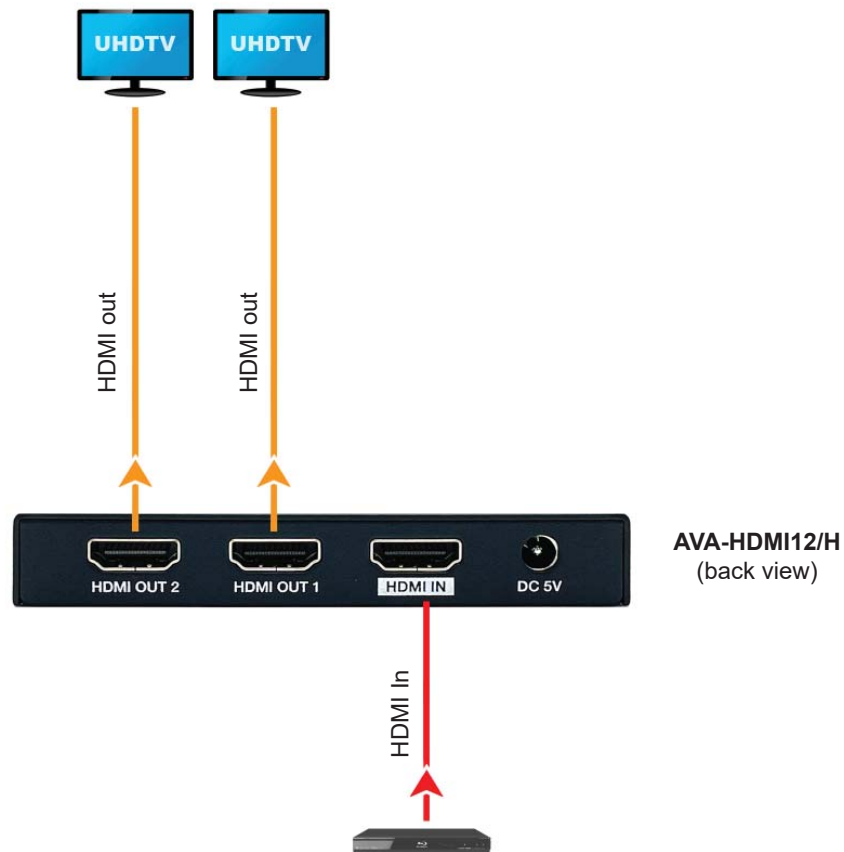 UHDTV
UHDTV
HDMI out
HDMI out
HDMI OUT 2
HDMI OUT 1
HDMI IN
DC 5V
AVA-HDMI12/H
(back view)
HDMI In